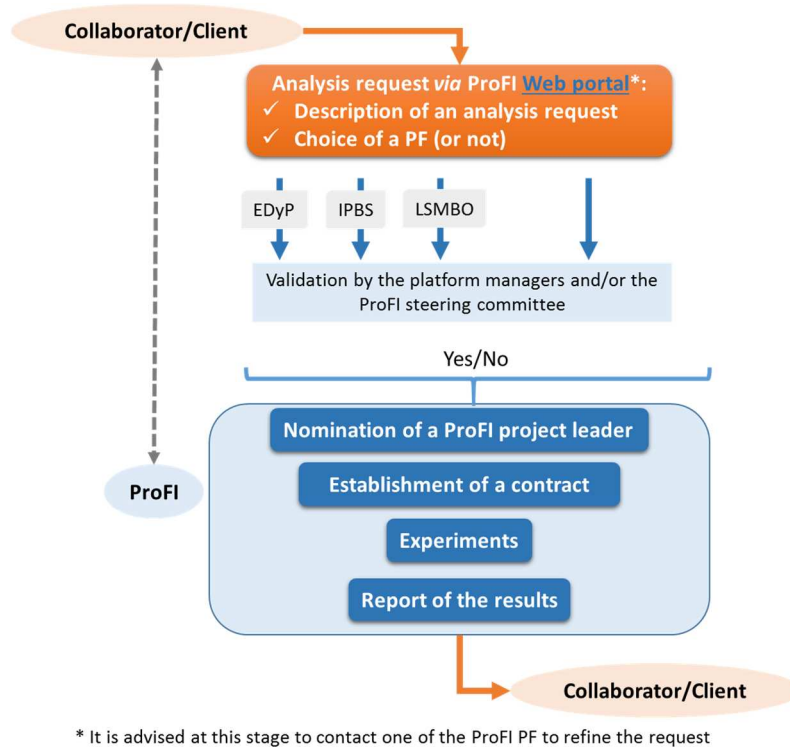 Collaborator/Client
Analysis request via ProFI Web portal*:
✓ Description of an analysis request
✓ Choice of a PF (or not)
EDyP
IPBS
LSMBO
Validation by the platform managers and/or the
ProFI steering committee
Yes/No
Nomination of a ProFI project leader
Establishment of a contract
ProFI
Experiments
Report of the results
Collaborator/Client
* It is advised at this stage to contact one of the ProFI PF to refine the request